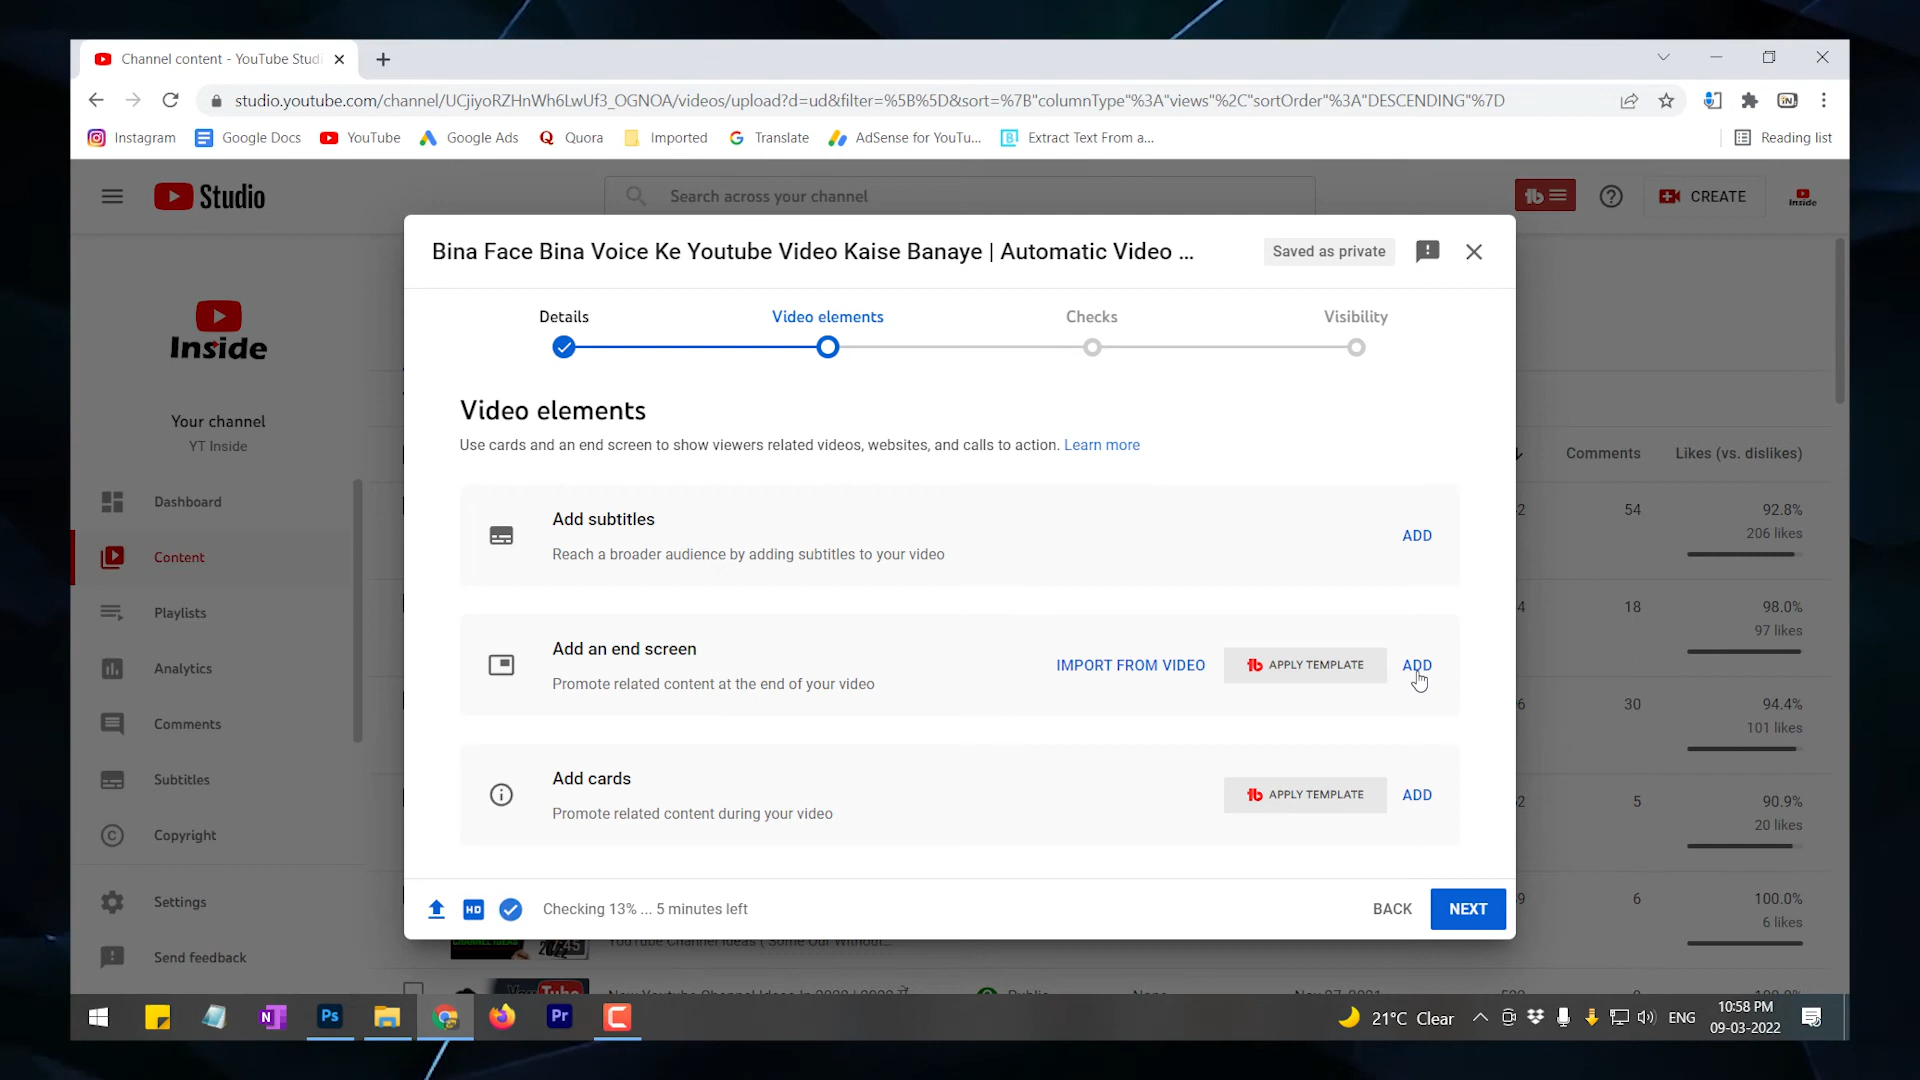 Channel content - YouTube Studi
studio.youtube.com/channel/UCjiyoRZHnWh6LwUf3_OGNOA/videos/upload?d=ud&filter=%5B%5D&sort=%7B"columnType"%3A"views"%2C"sortOrder"%3A"DESCENDING"%7D
Instagram Google Docs YouTube Google Ads Quora Imported Translate AdSense for YouTu... Extract Text From a... Reading list
Studio Search across your channel CREATE Inside
Bina Face Bina Voice Ke Youtube Video Kaise Banaye | Automatic Video ... Saved as private
Details Video elements Checks Visibility
Inside
Your channel
YT Inside
Dashboard
Content
Playlists
Analytics
Comments
Subtitles
Copyright
Settings
Send feedback
Video elements
Use cards and an end screen to show viewers related videos, websites, and calls to action. Learn more
Add subtitles
Reach a broader audience by adding subtitles to your video
ADD
Add an end screen
Promote related content at the end of your video
IMPORT FROM VIDEO APPLY TEMPLATE ADD
Add cards
Promote related content during your video
APPLY TEMPLATE ADD
HD Checking 13% ... 5 minutes left BACK NEXT
Comments Likes (vs. dislikes)
54 92.8%
206 likes
18 98.0%
97 likes
30 94.4%
101 likes
5 90.9%
20 likes
6 100.0%
6 likes
Ps Pr 21°C Clear ENG 10:58 PM
09-03-2022